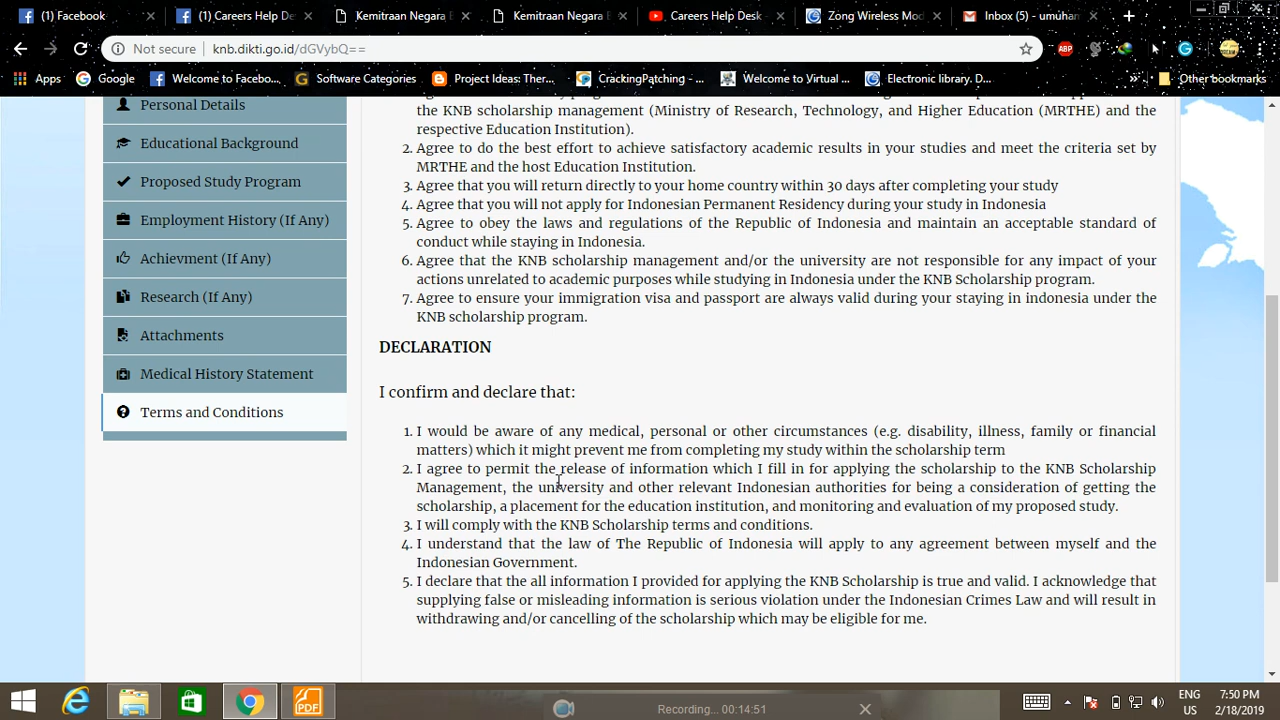 (1) Facebook
(1) Careers Help De
Kemitraan Negara B
Kemitraan Negara B
Careers Help Desk
Zong Wireless Mod
Inbox (5) - umuhan
Not secure
knb.dikti.go.id/dGVybQ==
ABP
Apps
Google
Welcome to Facebo...
Software Categories
Project Ideas: Ther...
CrackingPatching - ...
Welcome to Virtual ...
Electronic library. D...
Other bookmarks
Personal Details
Educational Background
Proposed Study Program
Employment History (If Any)
Achievment (If Any)
Research (If Any)
Attachments
Medical History Statement
Terms and Conditions
the KNB scholarship management (Ministry of Research, Technology, and Higher Education (MRTHE) and the
respective Education Institution).
2. Agree to do the best effort to achieve satisfactory academic results in your studies and meet the criteria set by
MRTHE and the host Education Institution.
3. Agree that you will return directly to your home country within 30 days after completing your study
4. Agree that you will not apply for Indonesian Permanent Residency during your study in Indonesia
5. Agree to obey the laws and regulations of the Republic of Indonesia and maintain an acceptable standard of
conduct while staying in Indonesia.
6. Agree that the KNB scholarship management and/or the university are not responsible for any impact of your
actions unrelated to academic purposes while studying in Indonesia under the KNB Scholarship program.
7. Agree to ensure your immigration visa and passport are always valid during your staying in indonesia under the
KNB scholarship program.
DECLARATION
I confirm and declare that:
1. I would be aware of any medical, personal or other circumstances (e.g. disability, illness, family or financial
matters) which it might prevent me from completing my study within the scholarship term
2. I agree to permit the release of information which I fill in for applying the scholarship to the KNB Scholarship
Management, the university and other relevant Indonesian authorities for being a consideration of getting the
scholarship, a placement for the education institution, and monitoring and evaluation of my proposed study.
3. I will comply with the KNB Scholarship terms and conditions.
4. I understand that the law of The Republic of Indonesia will apply to any agreement between myself and the
Indonesian Government.
5. I declare that the all information I provided for applying the KNB Scholarship is true and valid. I acknowledge that
supplying false or misleading information is serious violation under the Indonesian Crimes Law and will result in
withdrawing and/or cancelling of the scholarship which may be eligible for me.
PDF
Recording... 00:14:51
ENG
US
7:50 PM
2/18/2019